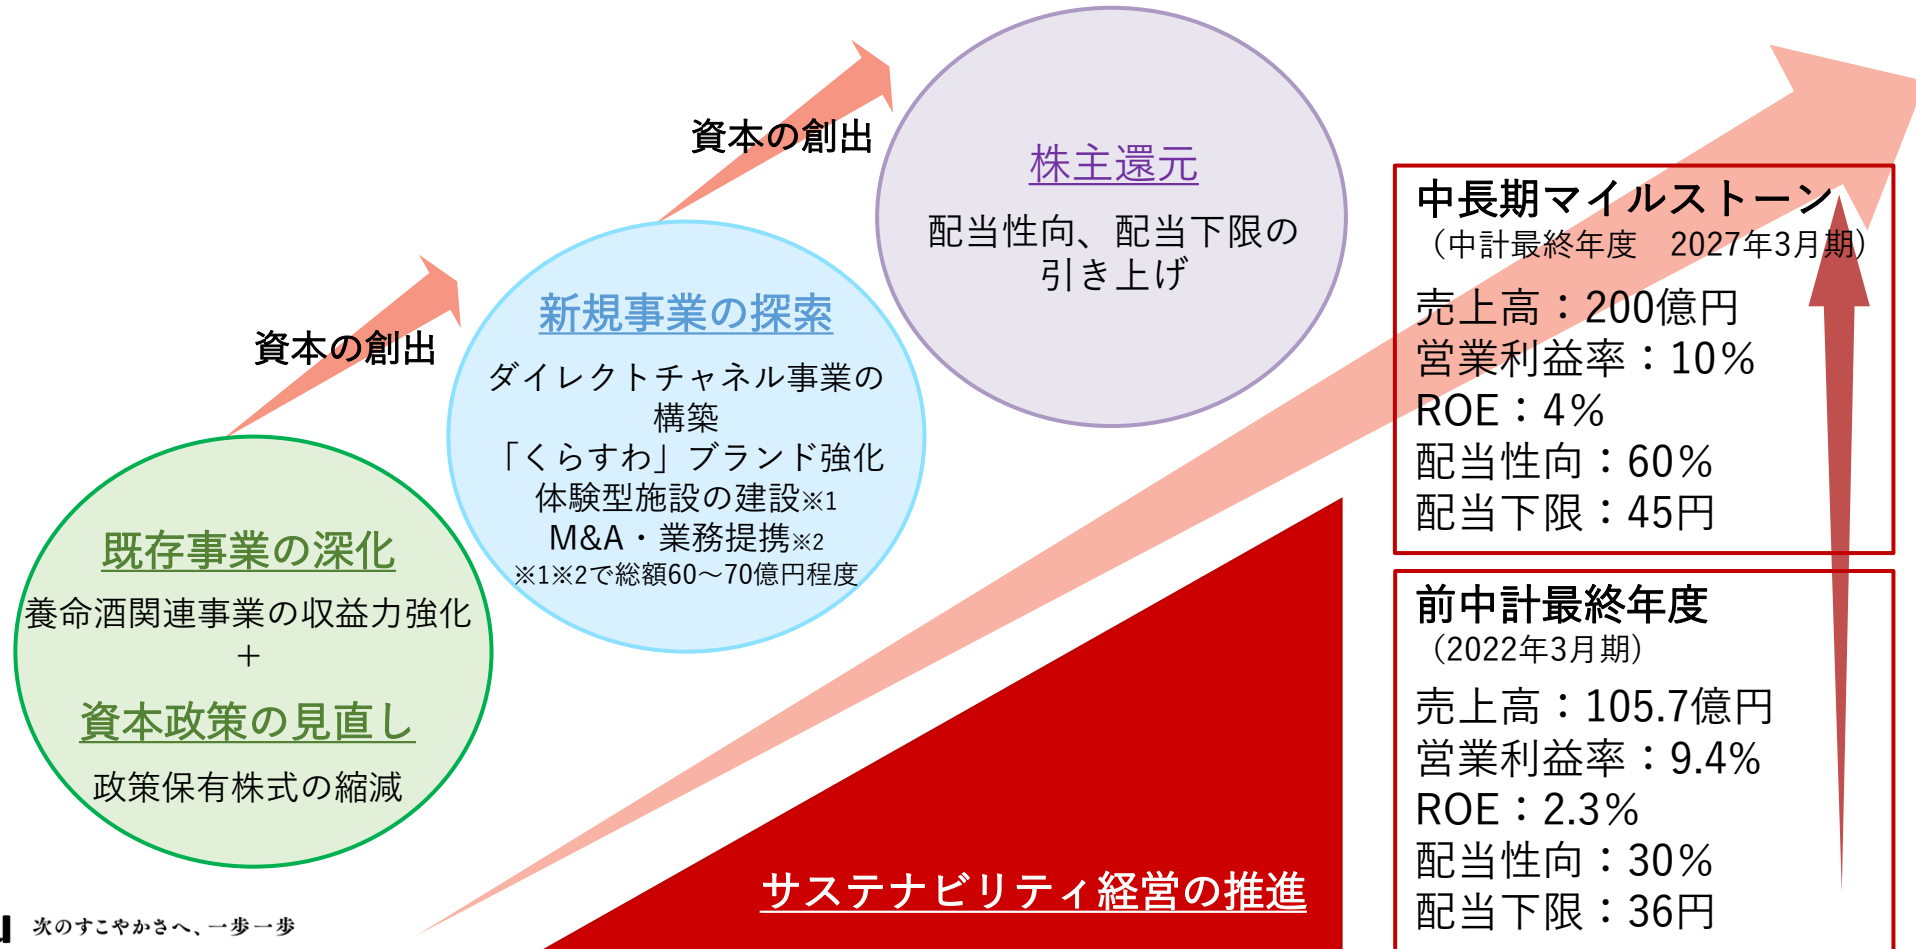 資本の創出
株主還元
配当性向、配当下限の
引き上げ
資本の創出
新規事業の探索
ダイレクトチャネル事業の
構築
「くらすわ」ブランド強化
体験型施設の建設※1
M&A・業務提携※2
※1※2で総額60～70億円程度
既存事業の深化
養命酒関連事業の収益力強化
＋
資本政策の見直し
政策保有株式の縮減
中長期マイルストーン
（中計最終年度　2027年3月期）
売上高：200億円
営業利益率：10％
ROE：4％
配当性向：60％
配当下限：45円
前中計最終年度
（2022年3月期）
売上高：105.7億円
営業利益率：9.4%
ROE：2.3％
配当性向：30％
配当下限：36円
サステナビリティ経営の推進
次のすこやかさへ、一歩一歩